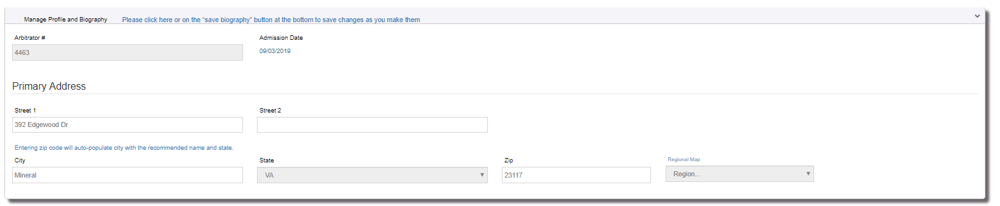 Manage Profile and Biography Please click here or on the “save biography” button at the bottom to save changes as you make them
Arbitrator # Admission Date
4463 09/03/2019
Primary Address
Street 1 Street 2
392 Edgewood Dr
Entering zip code will auto-populate city with the recommended name and state.
City State Zip Regional Map
Mineral VA 23117 Region...